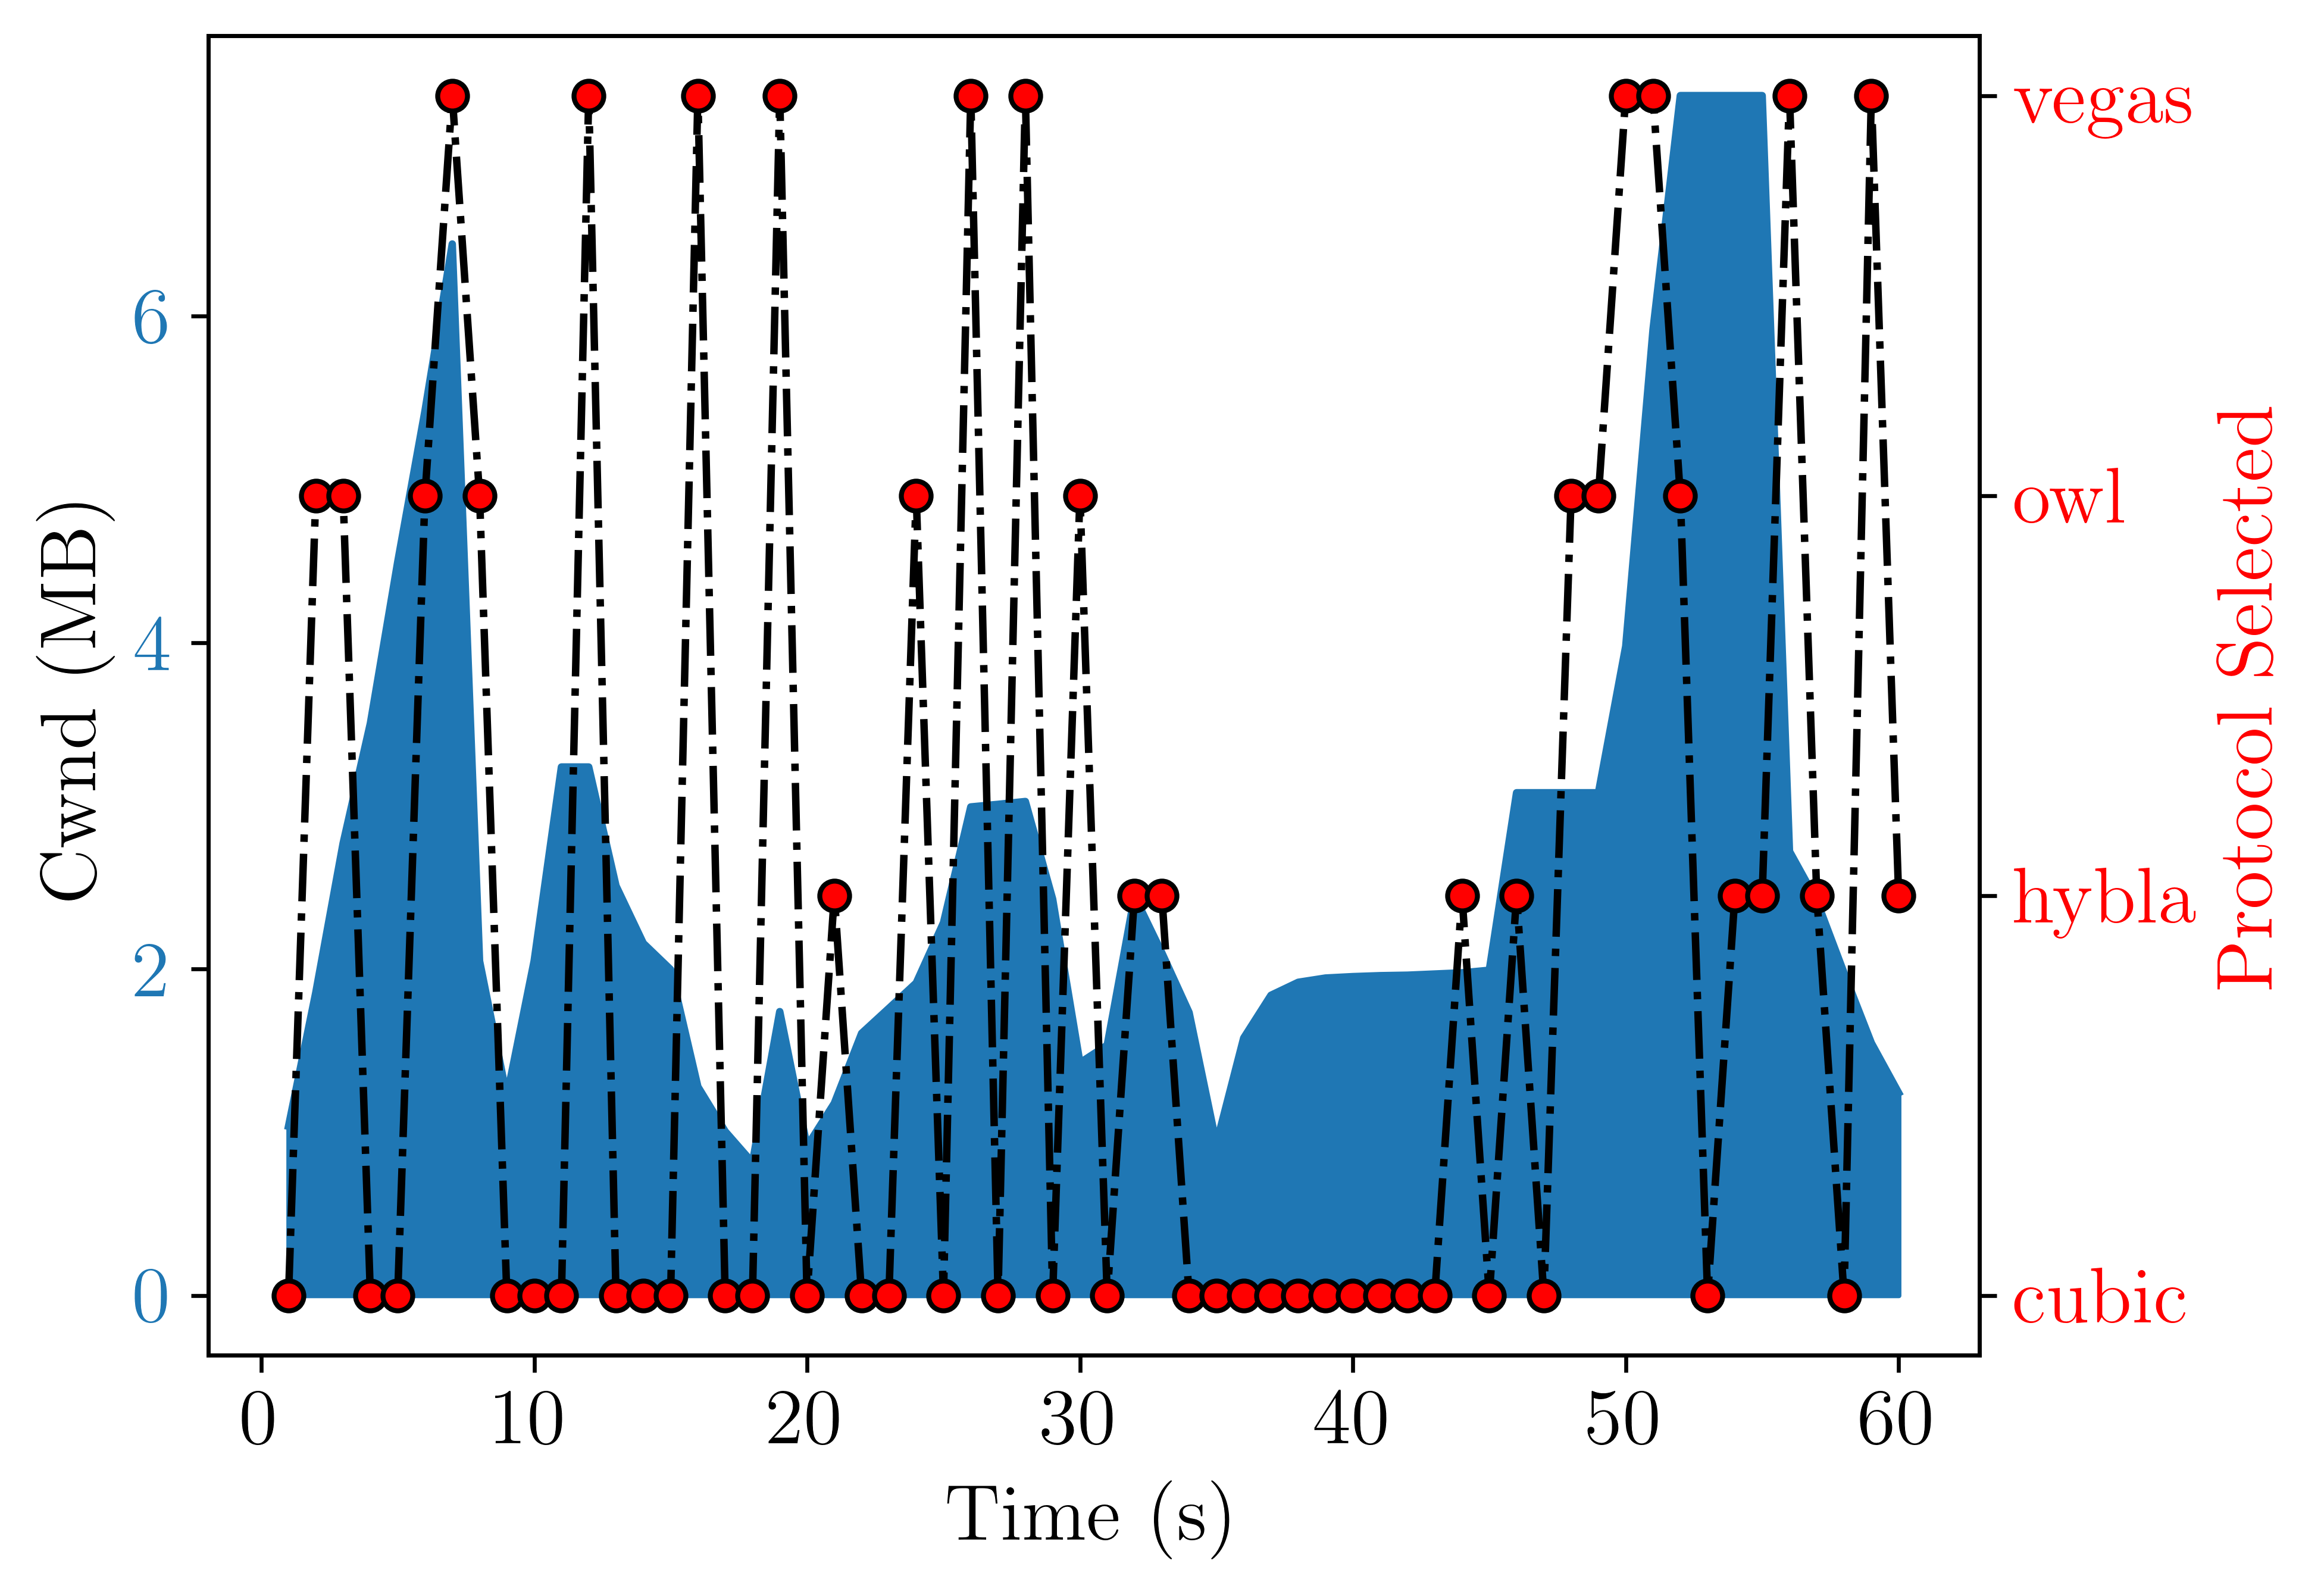 Cwnd (MB)
6
4
2
0
0 10 20 30 40 50 60
Time (s)
vegas
owl
hybla
cubic
Protocol Selected